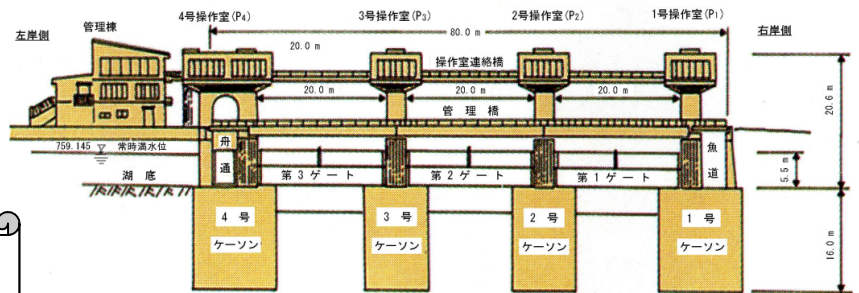 4号操作室(P₄)
3号操作室(P₃)
2号操作室(P₂)
1号操作室(P₁)
左岸側
管理棟
右岸側
80.0 m
20.0 m
操作室連絡橋
20.0 m
20.0 m
20.0 m
管理橋
20.6 m
759.145
常時満水位
舟通
魚道
5.5 m
湖底
第3ゲート
第2ゲート
第1ゲート
4号
ケーソン
3号
ケーソン
2号
ケーソン
1号
ケーソン
16.0 m